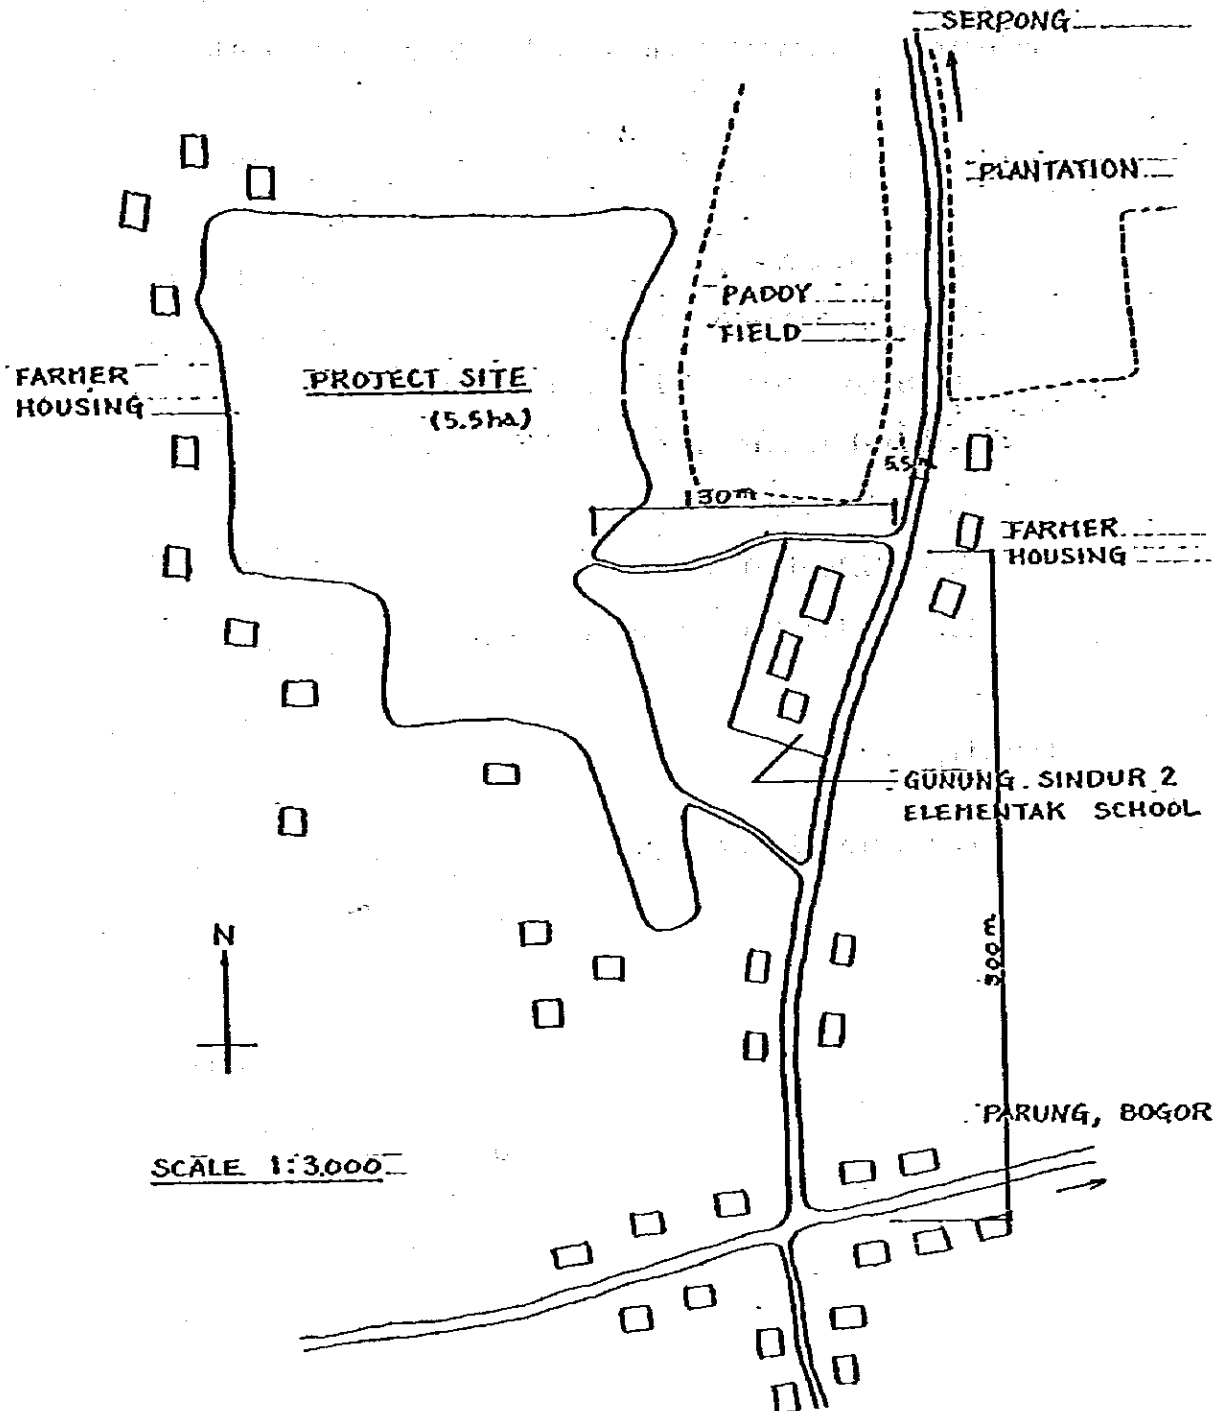 SERPONG
PLANTATION
PADDY
FIELD
FARMER
HOUSING
PROJECT SITE
(5.5ha)
5.5m
130m
FARMER
HOUSING
GUNUNG SINDUR 2
ELEMENTAK SCHOOL
N
300m
PARUNG, BOGOR
SCALE 1:3.000